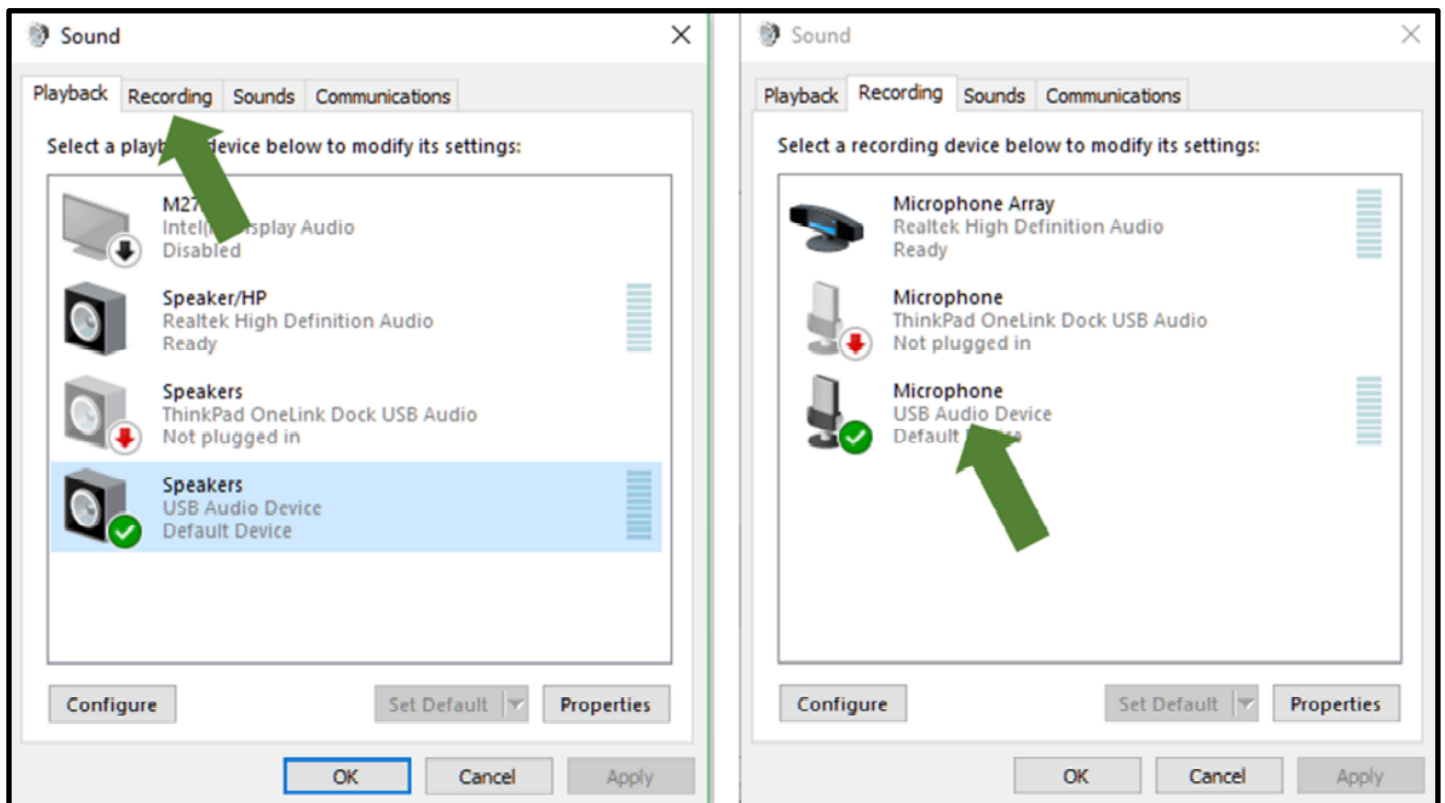 Sound
Playback Recording Sounds Communications
Select a device below to modify its settings:
Display Audio
Disabled
Speaker/HP
Realtek High Definition Audio
Ready
Speakers
ThinkPad OneLink Dock USB Audio
Not plugged in
Speakers
USB Audio Device
Default Device
Configure Set Default Properties
OK Cancel Apply
Sound
Playback Recording Sounds Communications
Select a recording device below to modify its settings:
Microphone Array
Realtek High Definition Audio
Ready
Microphone
ThinkPad OneLink Dock USB Audio
Not plugged in
Microphone
USB Audio Device
Default
Configure Set Default Properties
OK Cancel Apply